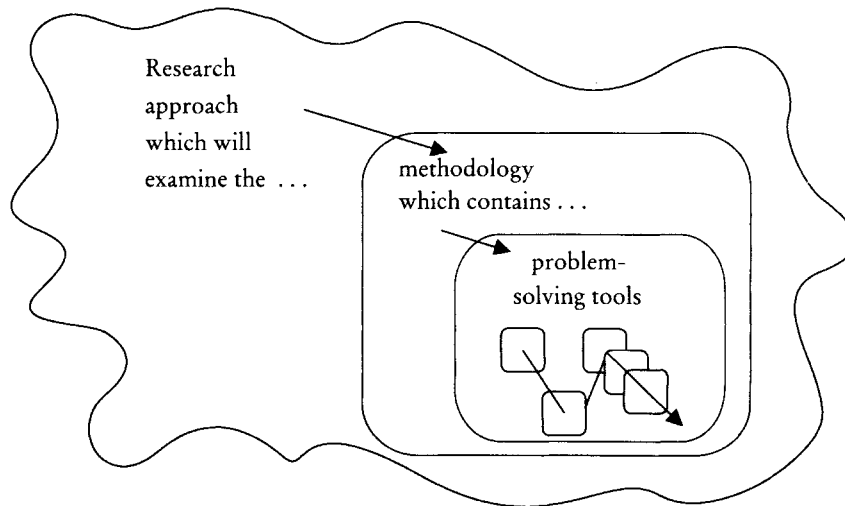 Research
approach
which will
examine the ...
methodology
which contains ...
problem-
solving tools